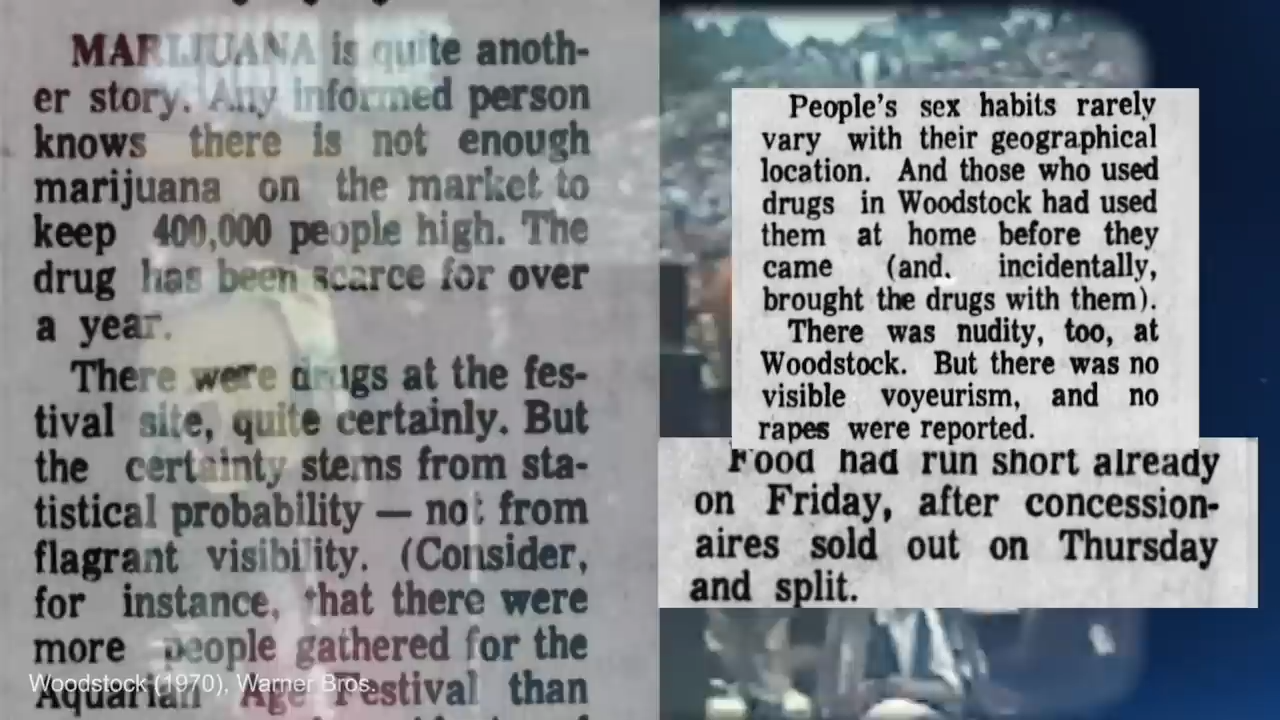 MARIJUANA is quite anoth-
er story. Any informed person
knows there is not enough
marijuana on the market to
keep 400,000 people high. The
drug has been scarce for over
a year.
There were drugs at the fes-
tival site, quite certainly. But
the certainty stems from sta-
tistical probability — not from
flagrant visibility. (Consider,
for instance, that there were
more people gathered for the
Aquarian Age Festival than
Woodstock (1970), Warner Bros.
People's sex habits rarely
vary with their geographical
location. And those who used
drugs in Woodstock had used
them at home before they
came (and, incidentally,
brought the drugs with them).
There was nudity, too, at
Woodstock. But there was no
visible voyeurism, and no
rapes were reported.
Food had run short already
on Friday, after concession-
aires sold out on Thursday
and split.